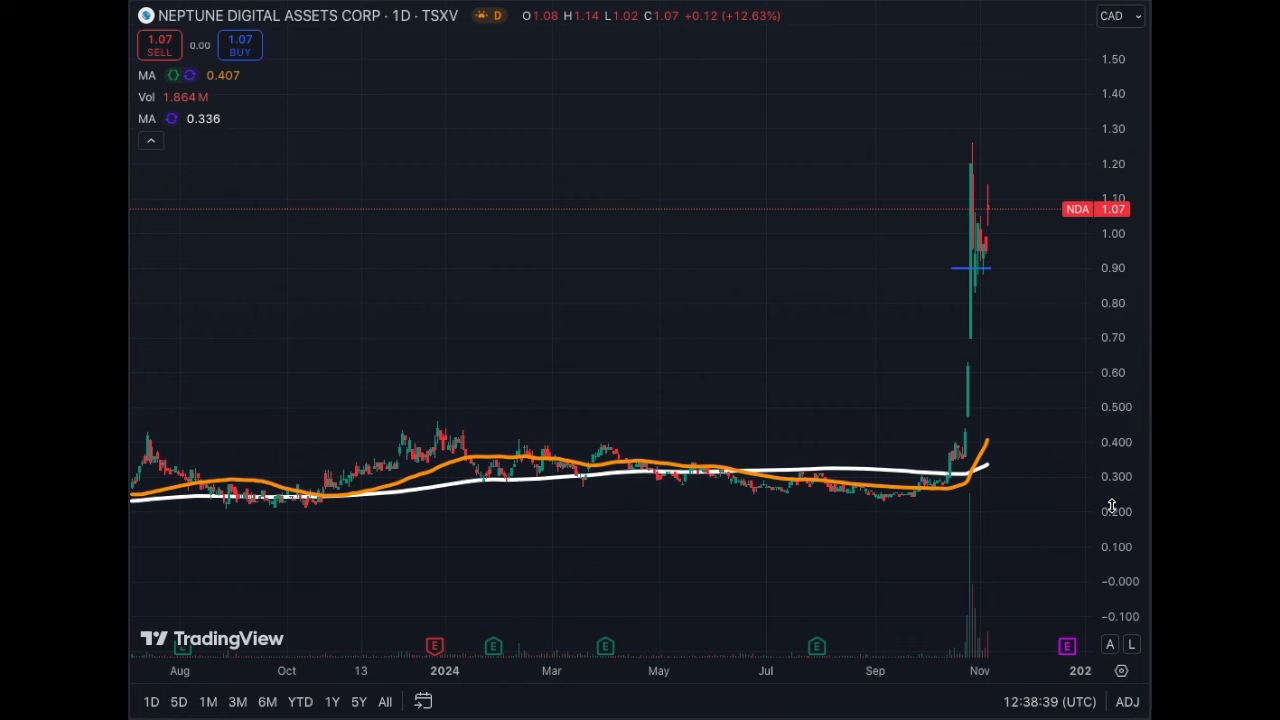 NEPTUNE DIGITAL ASSETS CORP · 1D · TSXV D O1.08 H1.14 L1.02 C1.07 +0.12 (+12.63%) CAD
1.07 SELL 0.00 1.07 BUY
MA 0.407
Vol 1.864 M
MA 0.336
1.50
1.40
1.30
1.20
1.10
NDA 1.07
1.00
0.90
0.80
0.70
0.60
0.500
0.400
0.300
0.200
0.100
−0.000
−0.100
TradingView
E E E E E E A L
Aug Oct 13 2024 Mar May Jul Sep Nov 202
1D 5D 1M 3M 6M YTD 1Y 5Y All 12:38:39 (UTC) ADJ